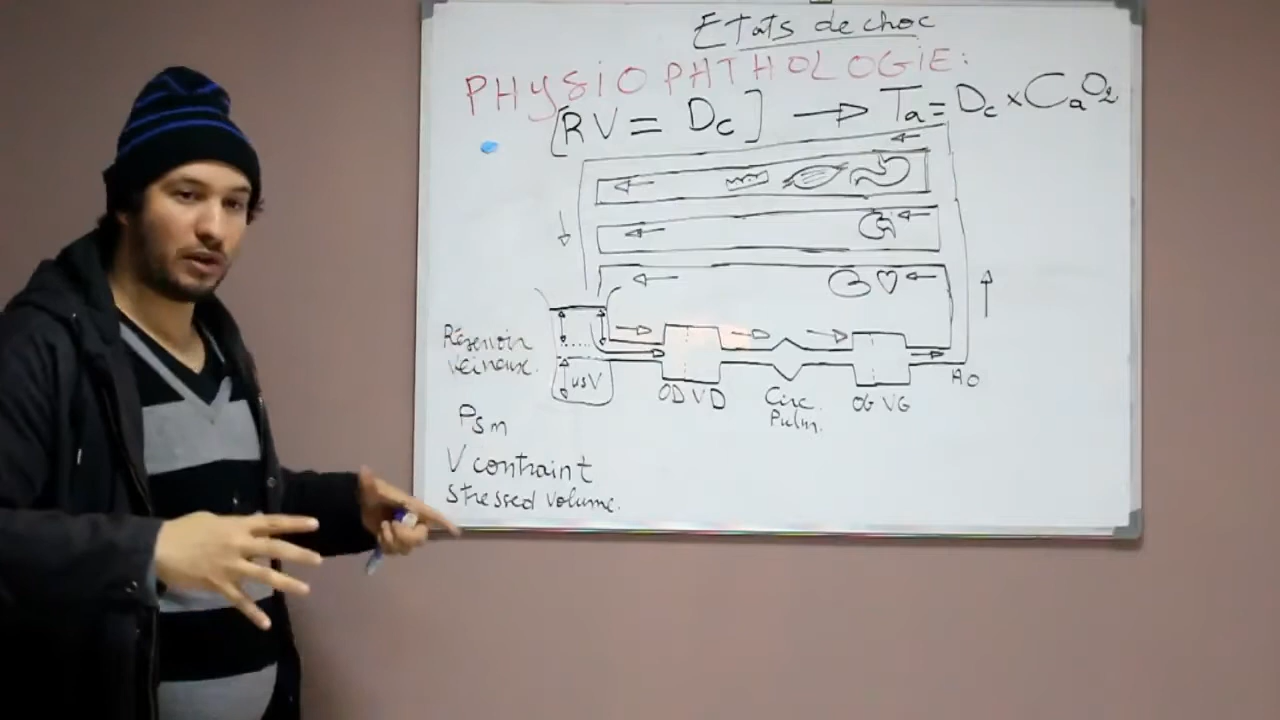 Etats de choc
PHYSIOPHTHOLOGIE:
[RV = Dc] → Ta = Dc × CaO2
Réservoir
veineux.
usV
OD VD
Circ.
Pulm.
OG VG
AO
Psm
V contraint
stressed volume.